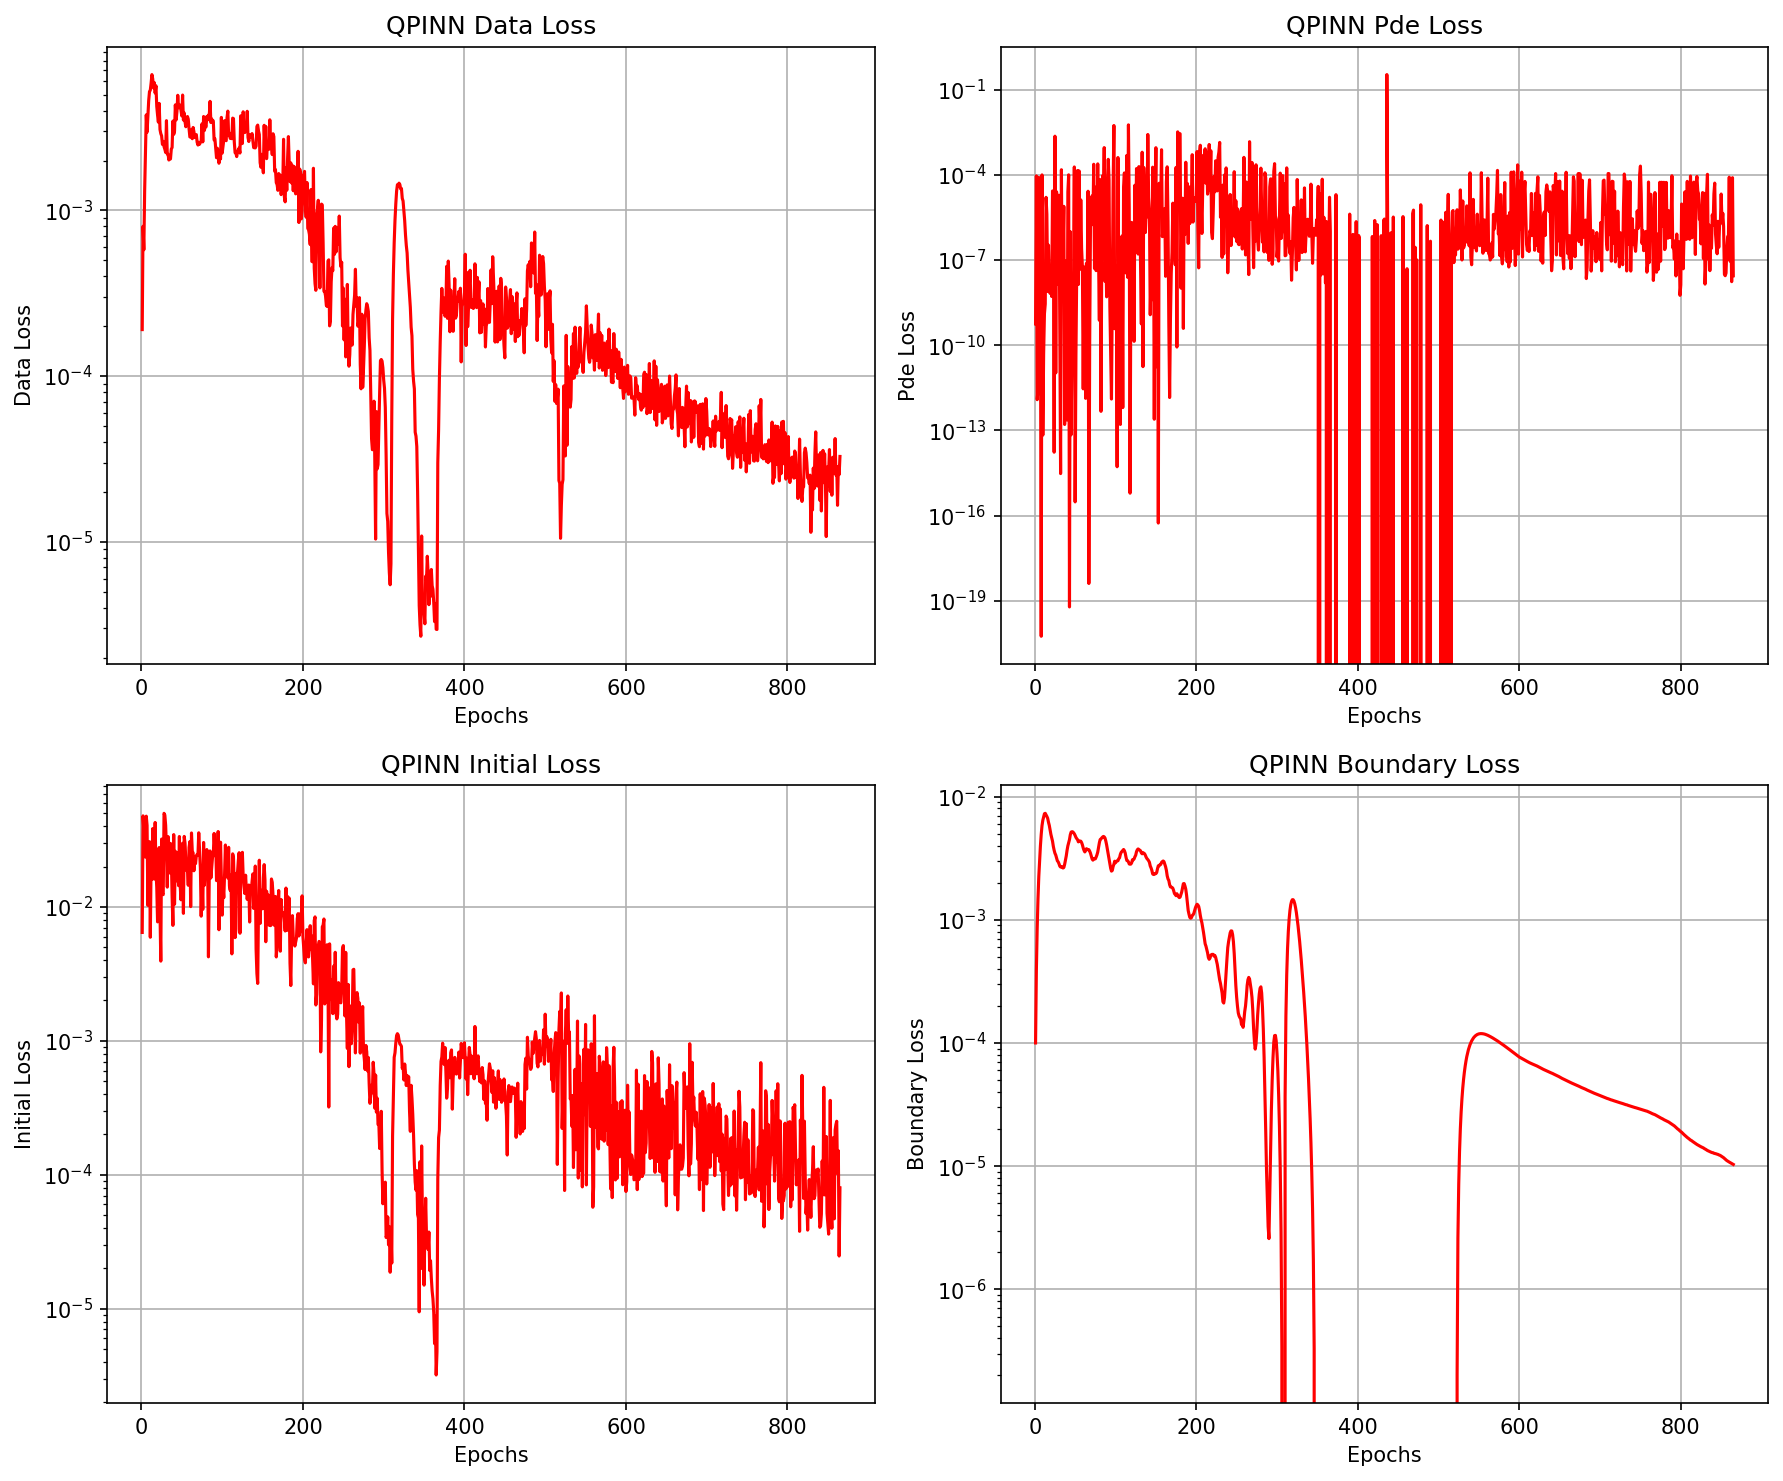 QPINN Data Loss
Data Loss
10⁻³
10⁻⁴
10⁻⁵
0 200 400 600 800
Epochs
QPINN Pde Loss
Pde Loss
10⁻¹
10⁻⁴
10⁻⁷
10⁻¹⁰
10⁻¹³
10⁻¹⁶
10⁻¹⁹
0 200 400 600 800
Epochs
QPINN Initial Loss
Initial Loss
10⁻²
10⁻³
10⁻⁴
10⁻⁵
0 200 400 600 800
Epochs
QPINN Boundary Loss
Boundary Loss
10⁻²
10⁻³
10⁻⁴
10⁻⁵
10⁻⁶
0 200 400 600 800
Epochs